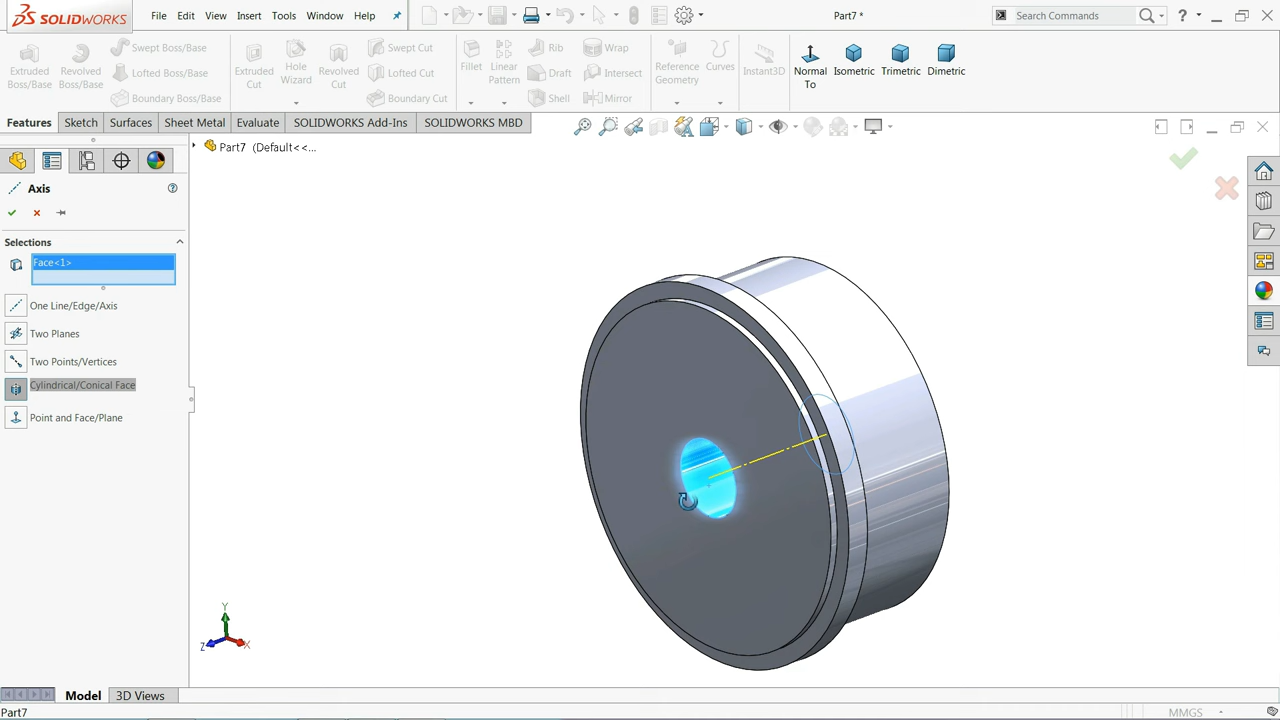 SOLIDWORKS
File Edit View Insert Tools Window Help
Part7 *
Search Commands
?
Extruded Boss/Base
Revolved Boss/Base
Swept Boss/Base
Lofted Boss/Base
Boundary Boss/Base
Extruded Cut
Hole Wizard
Revolved Cut
Swept Cut
Lofted Cut
Boundary Cut
Fillet
Linear Pattern
Rib
Draft
Shell
Wrap
Intersect
Mirror
Reference Geometry
Curves
Instant3D
Normal To
Isometric
Trimetric
Dimetric
Features Sketch Surfaces Sheet Metal Evaluate SOLIDWORKS Add-Ins SOLIDWORKS MBD
Part7 (Default<<...
Axis
Selections
Face<1>
One Line/Edge/Axis
Two Planes
Two Points/Vertices
Cylindrical/Conical Face
Point and Face/Plane
Y
Z
X
Model 3D Views
Part7
MMGS